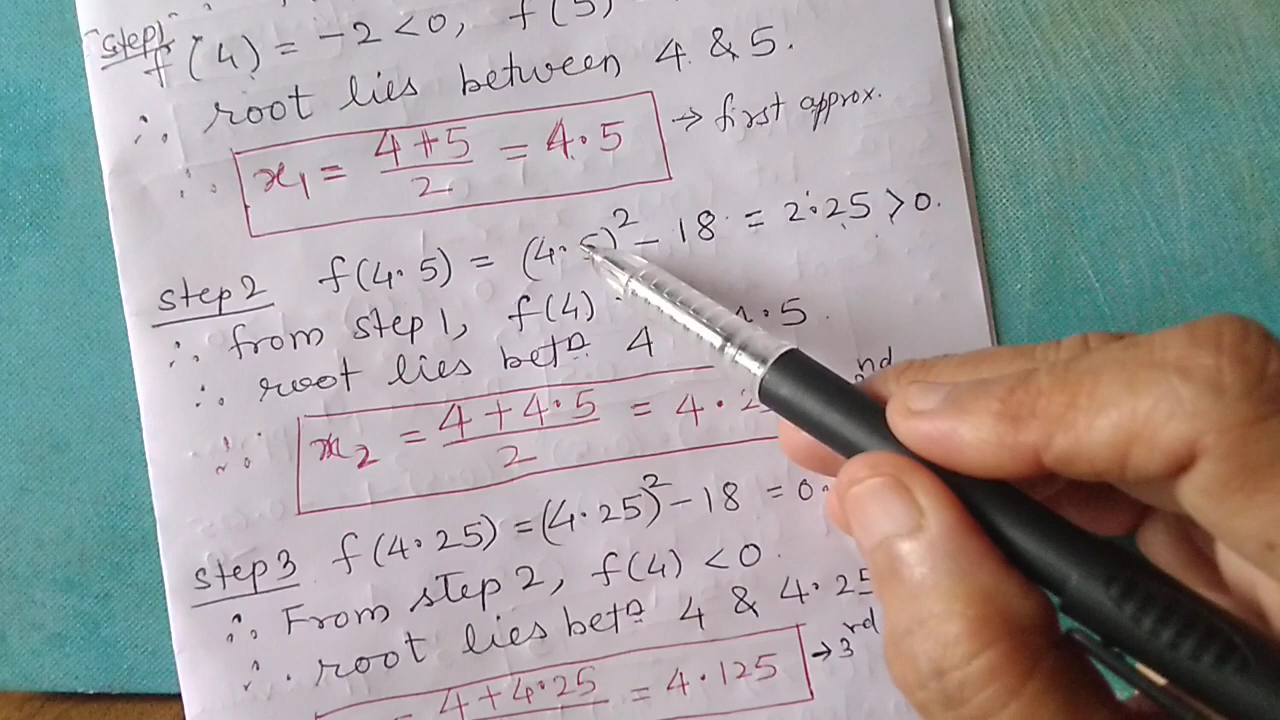 step1 f(4) = -2 < 0, f(5)
∴ root lies between 4 & 5.
∴ x₁ = (4+5)/2 = 4.5 → first approx.
step2 f(4.5) = (4.5)² - 18 = 2.25 > 0.
∴ from step 1, f(4)
∴ root lies betⁿ 4 4.5
∴ x₂ = (4+4.5)/2 = 4.2 nd
step3 f(4.25) = (4.25)² - 18 = 0.
∴ From step 2, f(4) < 0.
∴ root lies betⁿ 4 & 4.25
= 4+4.25 = 4.125 → 3rd